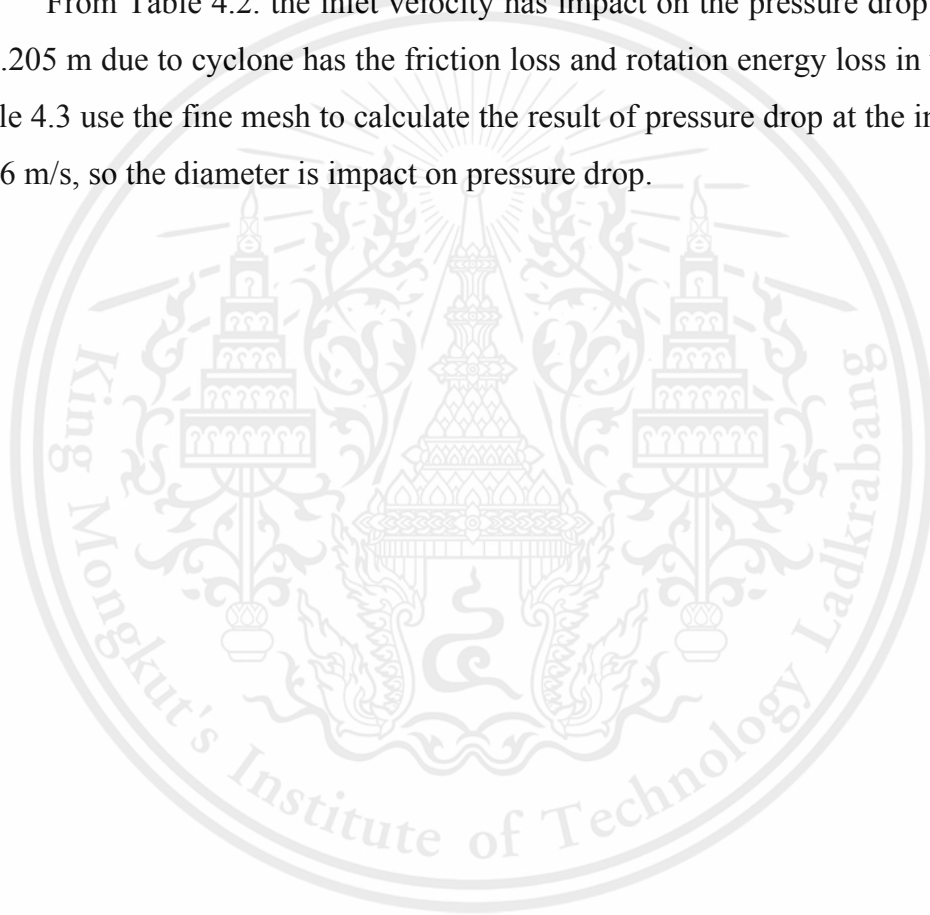 From Table 4.2. the inlet velocity has impact on the pressure drop
.205 m due to cyclone has the friction loss and rotation energy loss in
le 4.3 use the fine mesh to calculate the result of pressure drop at the
6 m/s, so the diameter is impact on pressure drop.
King Mongkut's Institute of Technology Ladkrabang